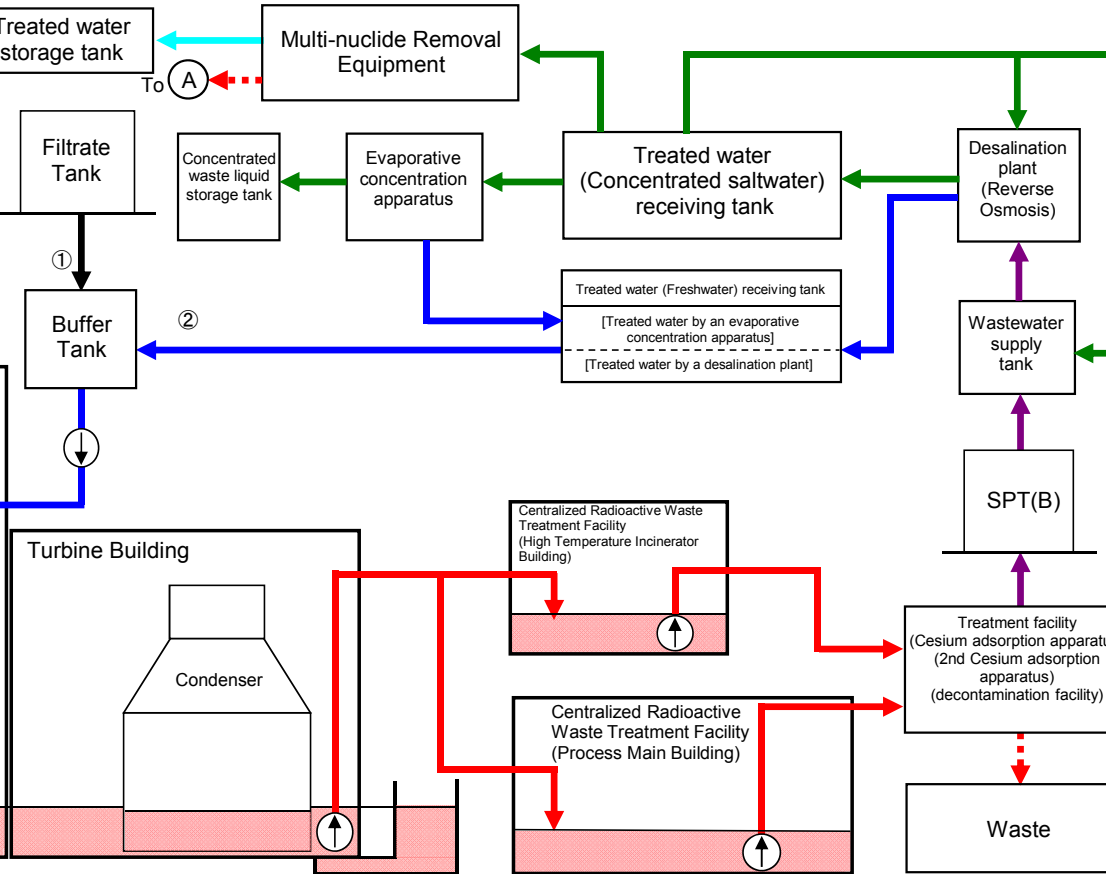 Treated water
storage tank
Multi-nuclide Removal
Equipment
To
A
Filtrate
Tank
Concentrated
waste liquid
storage tank
Evaporative
concentration
apparatus
Treated water
(Concentrated saltwater)
receiving tank
Desalination
plant
(Reverse
Osmosis)
①
Buffer
Tank
②
Treated water (Freshwater) receiving tank
[Treated water by an evaporative
concentration apparatus]
[Treated water by a desalination plant]
Wastewater
supply
tank
SPT(B)
Turbine Building
Condenser
Centralized Radioactive Waste
Treatment Facility
(High Temperature Incinerator
Building)
Centralized Radioactive
Waste Treatment Facility
(Process Main Building)
Treatment facility
(Cesium adsorption apparatu
(2nd Cesium adsorption
apparatus)
(decontamination facility)
Waste